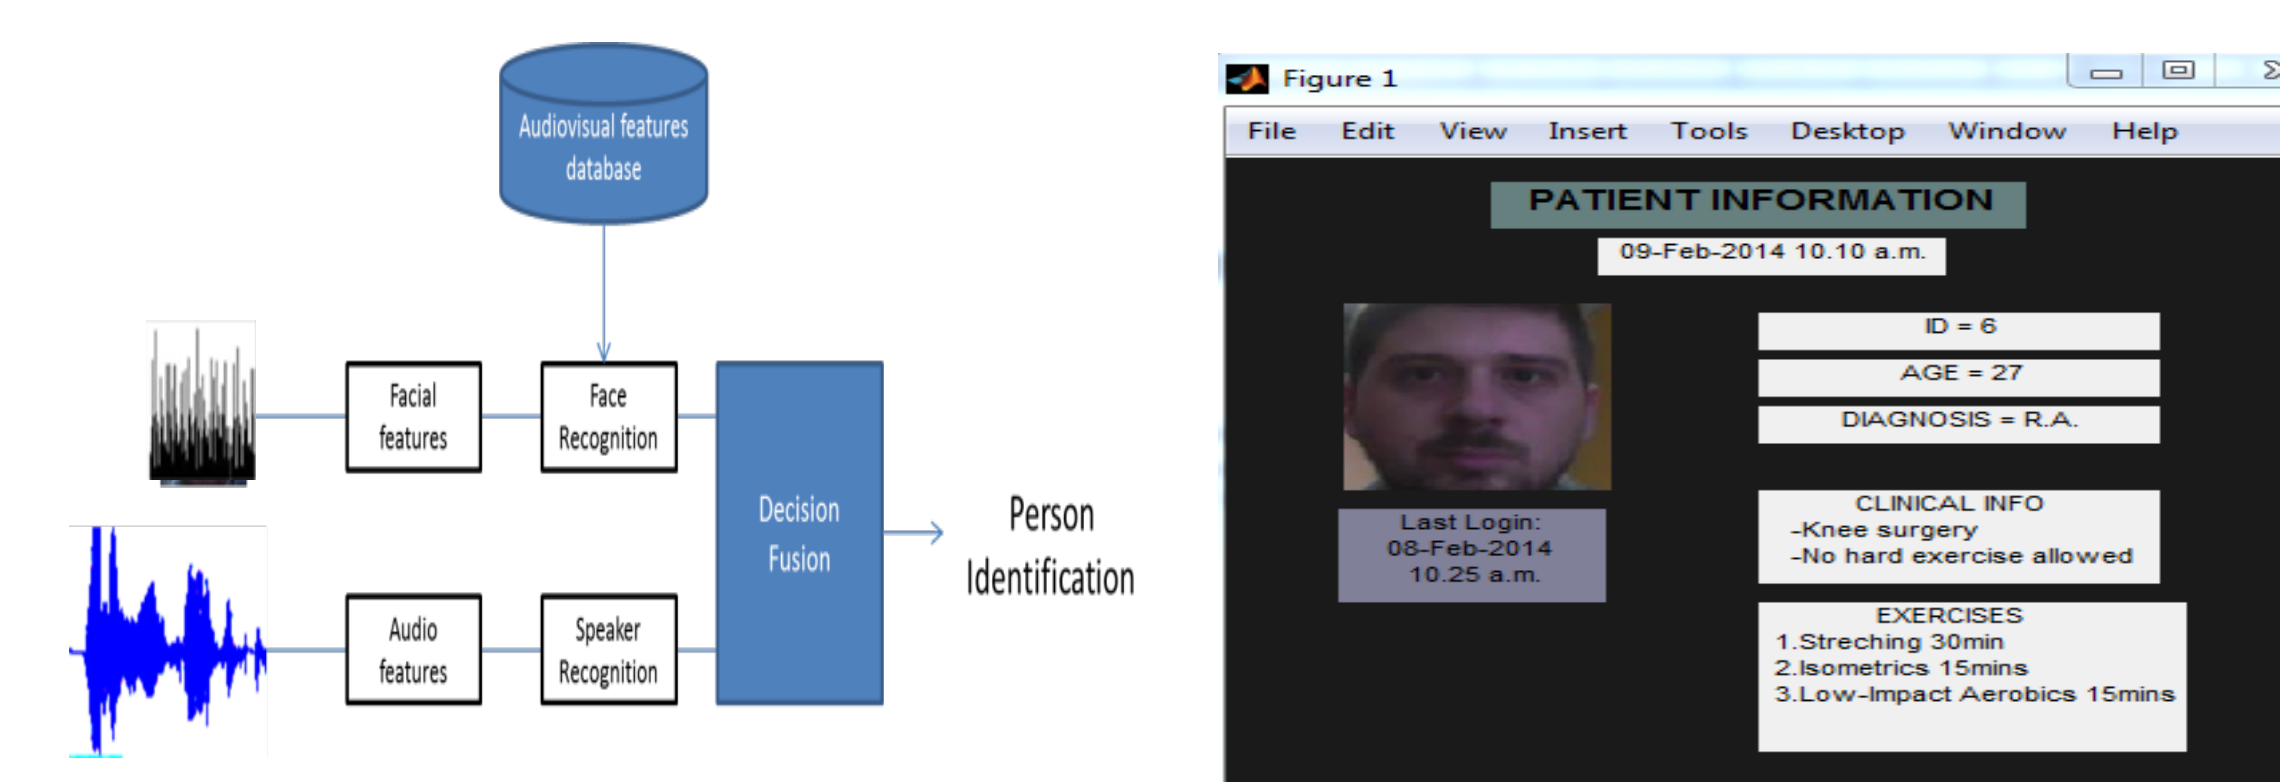 Audiovisual features
database
Facial
features
Face
Recognition
Decision
Fusion
Person
Identification
Audio
features
Speaker
Recognition
Figure 1
File Edit View Insert Tools Desktop Window Help
PATIENT INFORMATION
09-Feb-2014 10.10 a.m.
ID = 6
AGE = 27
DIAGNOSIS = R.A.
Last Login:
08-Feb-2014
10.25 a.m.
CLINICAL INFO
-Knee surgery
-No hard exercise allowed
EXERCISES
1.Streching 30min
2.Isometrics 15mins
3.Low-Impact Aerobics 15mins